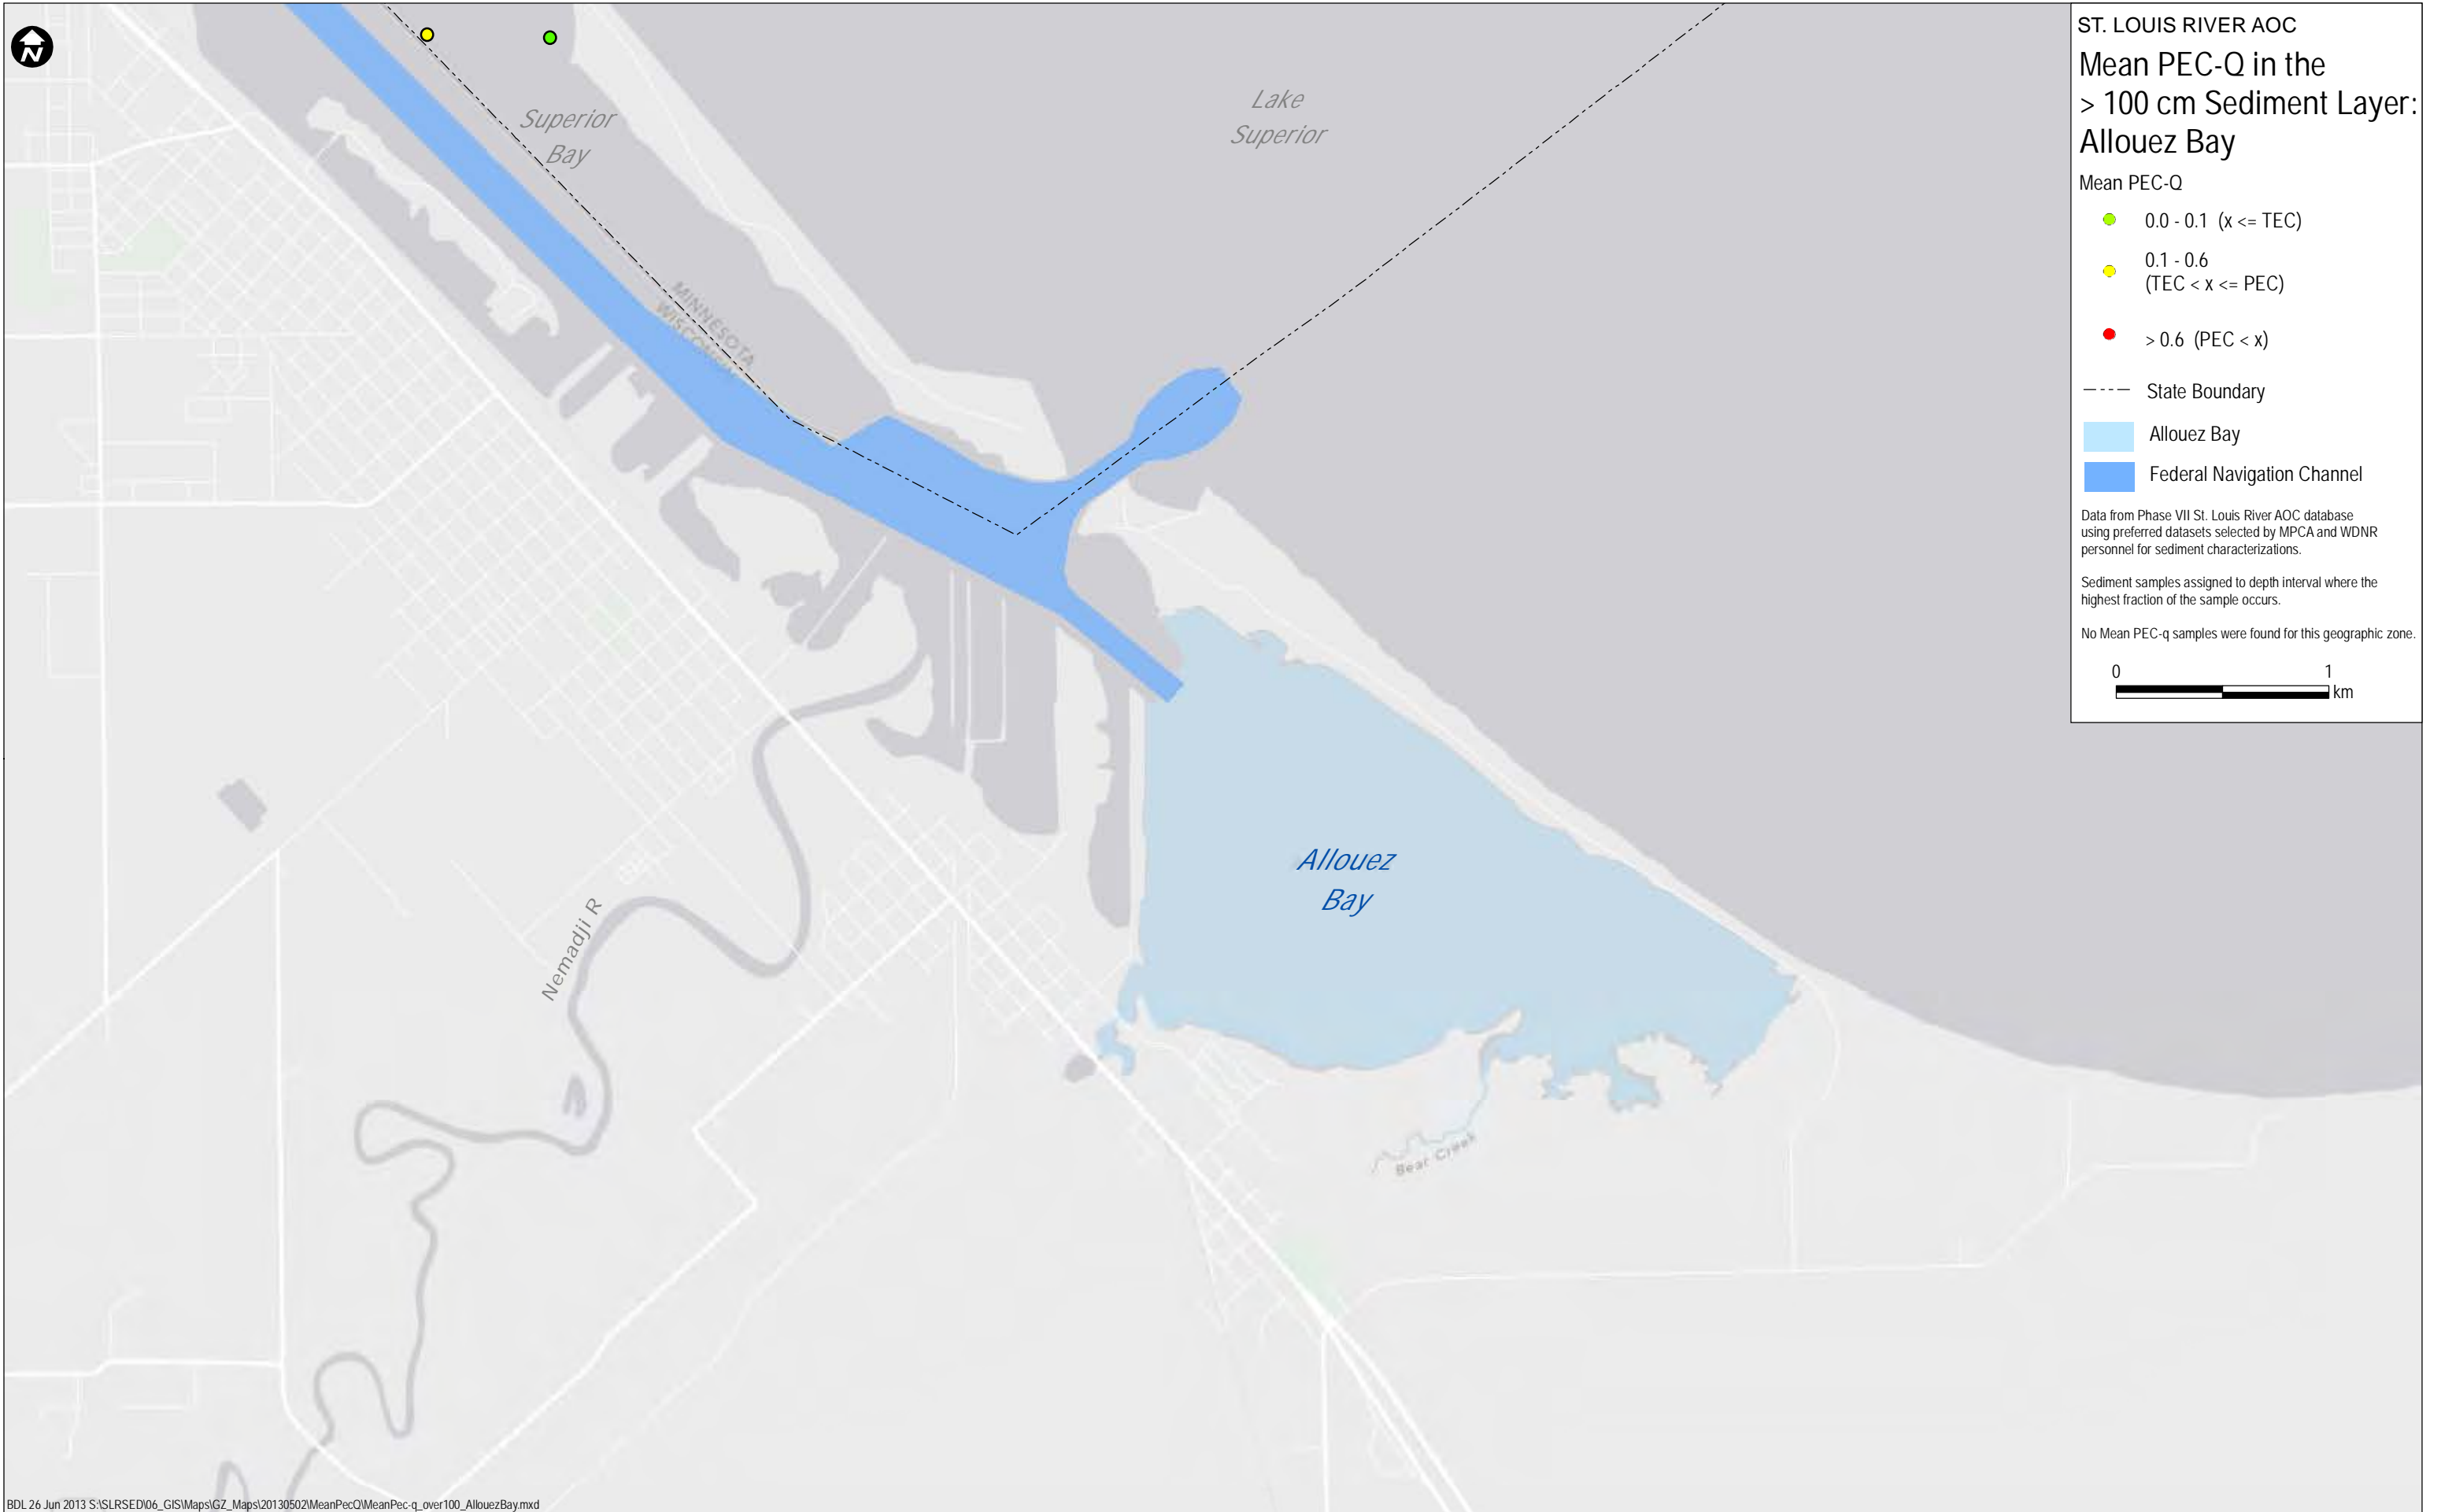 N
ST. LOUIS RIVER AOC
Mean PEC-Q in the
> 100 cm Sediment Layer:
Allouez Bay
Mean PEC-Q
0.0 - 0.1 (x <= TEC)
0.1 - 0.6
(TEC < x <= PEC)
> 0.6 (PEC < x)
State Boundary
Allouez Bay
Federal Navigation Channel
Data from Phase VII St. Louis River AOC database
using preferred datasets selected by MPCA and WDNR
personnel for sediment characterizations.
Sediment samples assigned to depth interval where the
highest fraction of the sample occurs.
No Mean PEC-q samples were found for this geographic zone.
0 1
km
Superior
Bay
Lake
Superior
MINNESOTA
WISCONSIN
Allouez
Bay
Nemadji R
Bear Creek
BDL 26 Jun 2013 S:\SLRSED\06_GIS\Maps\GZ_Maps\20130502\MeanPecQ\MeanPec-q_over100_AllouezBay.mxd